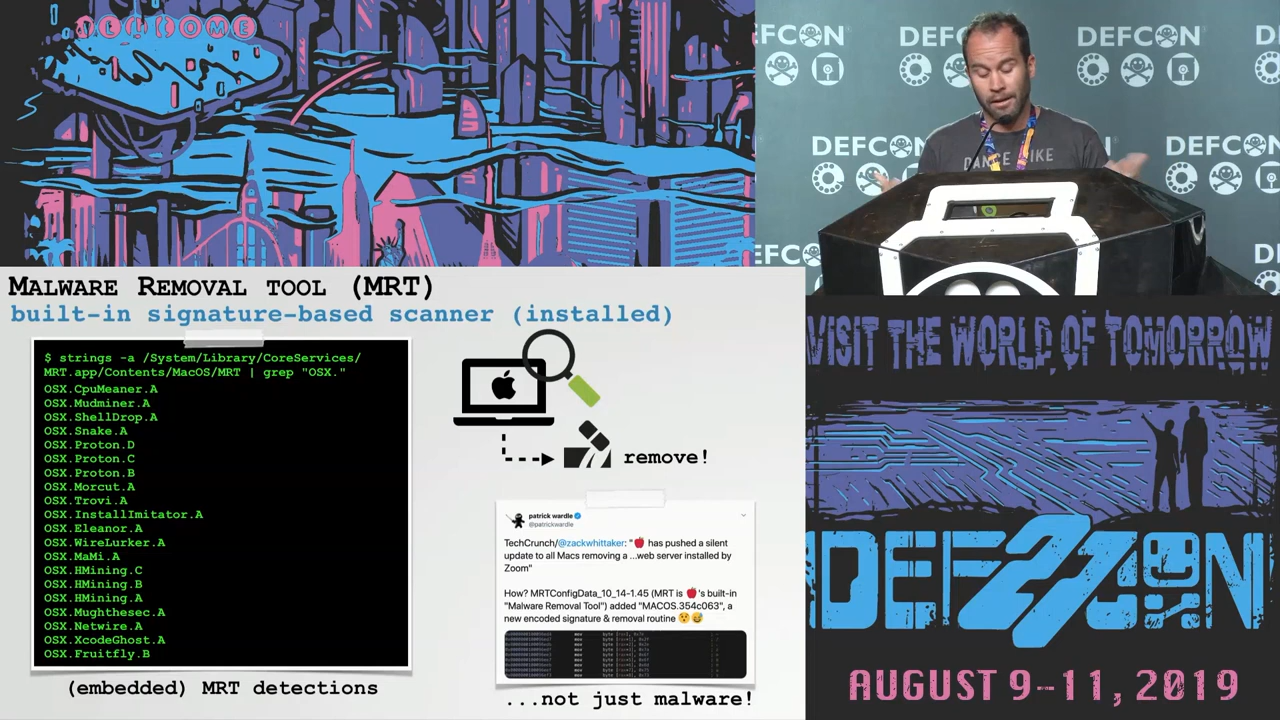 WELCOME
DEFCON
DEFCON
DEFCON
DEFCON
DEFCON
DANCE LIKE
MALWARE REMOVAL TOOL (MRT)
built-in signature-based scanner (installed)
$ strings -a /System/Library/CoreServices/
MRT.app/Contents/MacOS/MRT | grep "OSX."
OSX.CpuMeaner.A
OSX.Mudminer.A
OSX.ShellDrop.A
OSX.Snake.A
OSX.Proton.D
OSX.Proton.C
OSX.Proton.B
OSX.Morcut.A
OSX.Trovi.A
OSX.InstallImitator.A
OSX.Eleanor.A
OSX.WireLurker.A
OSX.MaMi.A
OSX.HMining.C
OSX.HMining.B
OSX.HMining.A
OSX.Mughthesec.A
OSX.Netwire.A
OSX.XcodeGhost.A
OSX.Fruitfly.B
(embedded) MRT detections
remove!
patrick wardle
@patrickwardle
TechCrunch/@zackwhittaker: "🍎 has pushed a silent
update to all Macs removing a ...web server installed by
Zoom"
How? MRTConfigData_10_14-1.45 (MRT is 🍎's built-in
"Malware Removal Tool") added "MACOS.354c063", a
new encoded signature & removal routine 😲😅
...not just malware!
VISIT THE WORLD OF TOMORROW
DEFCON
AUGUST 9-11, 2019